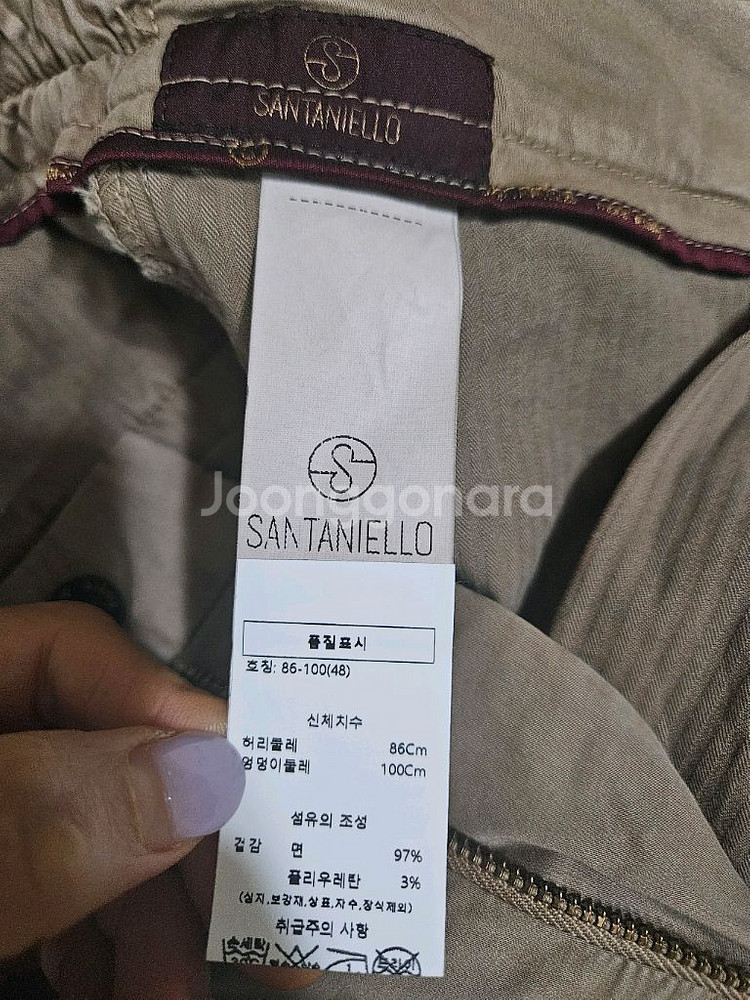 S
SANTANIELLO
S
Joonggonara
SANTANIELLO
품질표시
호칭: 86-100(48)
신체치수
허리둘레 86Cm
엉덩이둘레 100Cm
섬유의 조성
겉감 면 97%
폴리우레탄 3%
(심지,보강재,상표,자수,장식제외)
취급주의 사항
손세탁